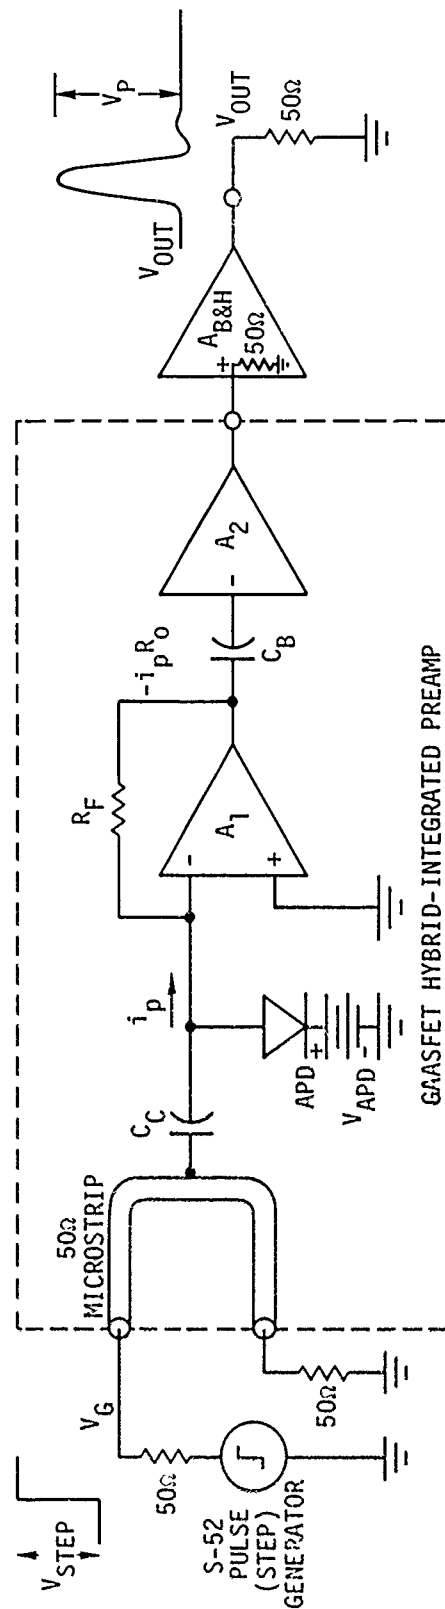 V_STEP
S-52
PULSE
(STEP)
GENERATOR
50Ω
V_G
50Ω
50Ω
MICROSTRIP
C_C
i_p
APD
+
V_APD -
R_F
-
+
A_1
-i_pR_o
C_B
-
A_2
GAASFET HYBRID-INTEGRATED PREAMP
+
50Ω
A_B&H
V_OUT
V_P
V_OUT
50Ω